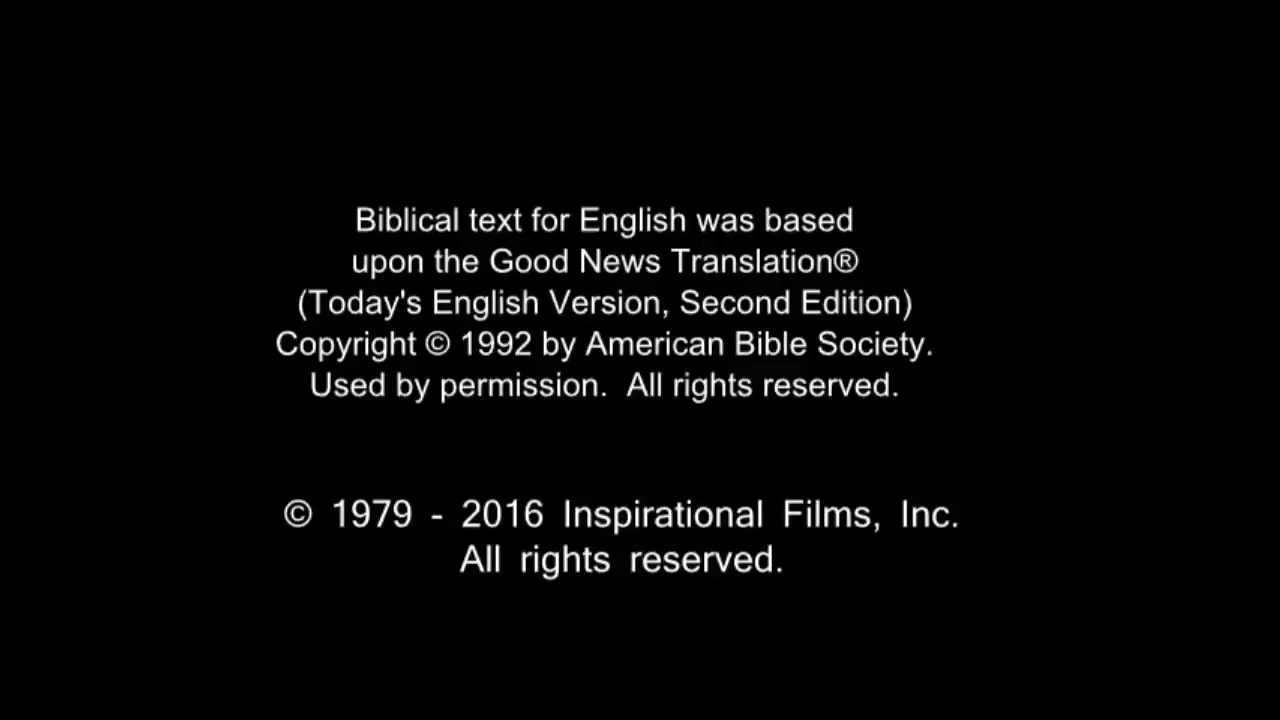 Biblical text for English was based
upon the Good News Translation®
(Today's English Version, Second Edition)
Copyright © 1992 by American Bible Society.
Used by permission.  All rights reserved.
© 1979 - 2016 Inspirational Films, Inc.
All rights reserved.